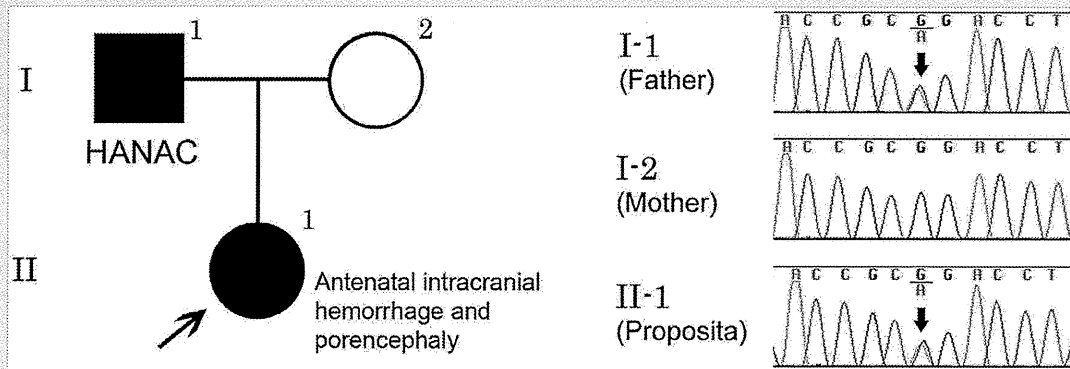 I
1
2
HANAC
II
1
Antenatal intracranial
hemorrhage and
porencephaly
I-1
(Father)
A C C G C G G A C C T
A
I-2
(Mother)
A C C G C G G A C C T
II-1
(Proposita)
A C C G C G G A C C T
A